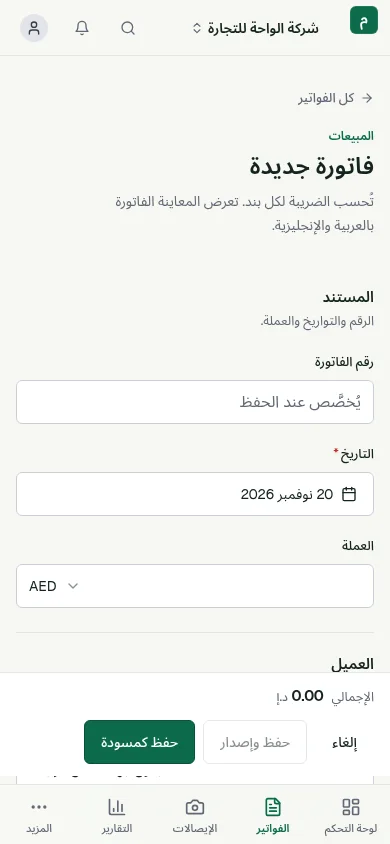 م
شركة الواحة للتجارة
كل الفواتير
المبيعات
فاتورة جديدة
تُحسب الضريبة لكل بند. تعرض المعاينة الفاتورة
بالعربية والإنجليزية.
المستند
الرقم والتواريخ والعملة.
رقم الفاتورة
يُخصَّص عند الحفظ
التاريخ*
20 نوفمبر 2026
العملة
AED
العميل
الإجمالي 0.00 د.إ
إلغاء
حفظ وإصدار
حفظ كمسودة
لوحة التحكم
الفواتير
الإيصالات
التقارير
المزيد